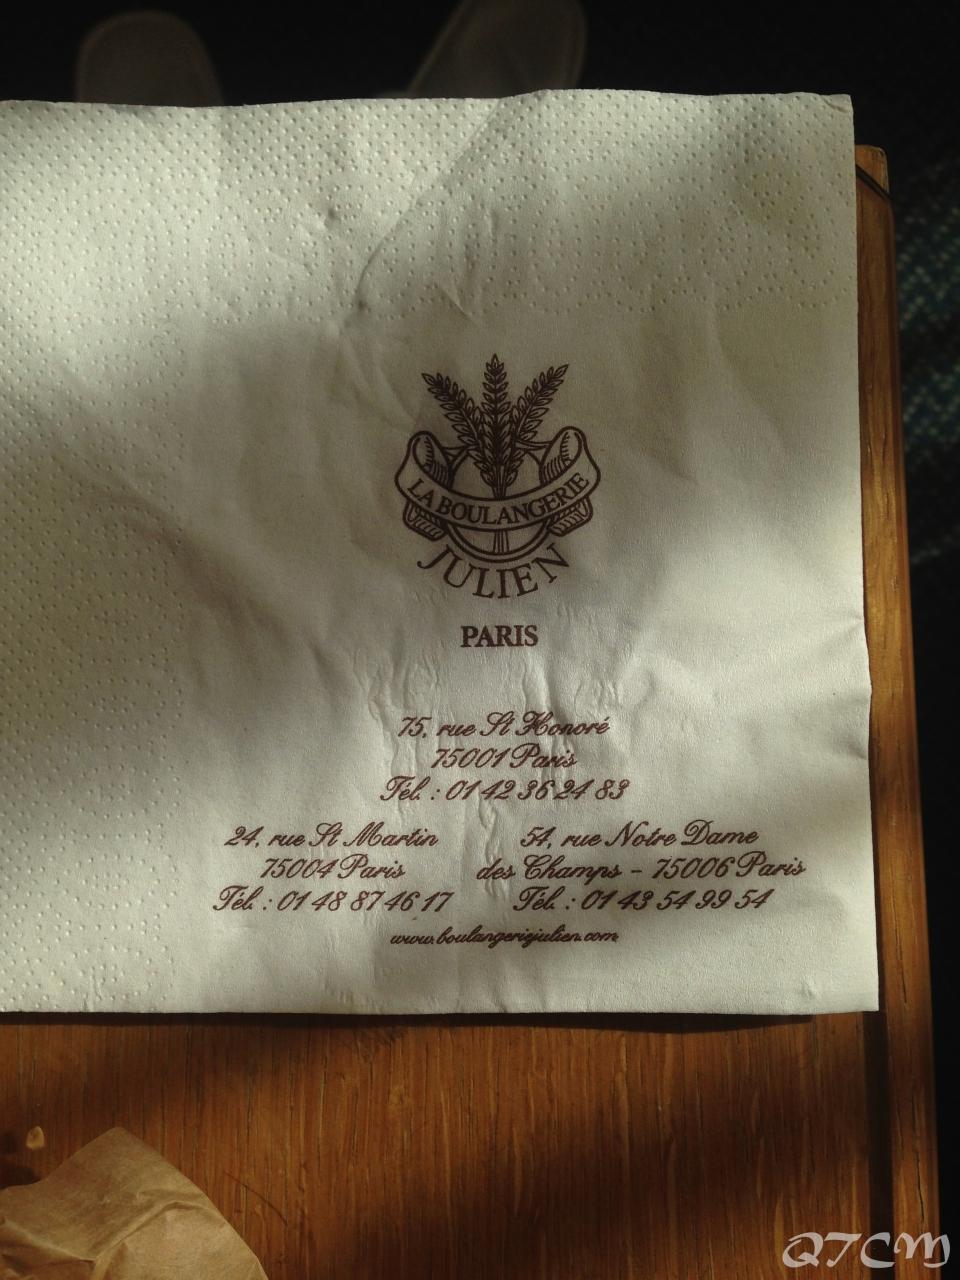 LA BOULANGERIE
JULIEN
PARIS
75, rue St Honoré
75001 Paris
Tél. : 01 42 36 24 83
24, rue St Martin
75004 Paris
Tél. : 01 48 87 46 17
54, rue Notre Dame
des Champs - 75006 Paris
Tél. : 01 43 54 99 54
www.boulangeriejulien.com
Q7CM